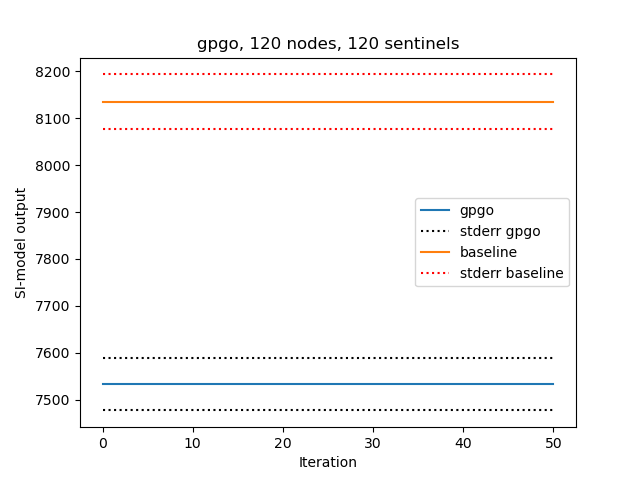 gpgo, 120 nodes, 120 sentinels
SI-model output
8200
8100
8000
7900
7800
7700
7600
7500
gpgo
stderr gpgo
baseline
stderr baseline
0 10 20 30 40 50
Iteration